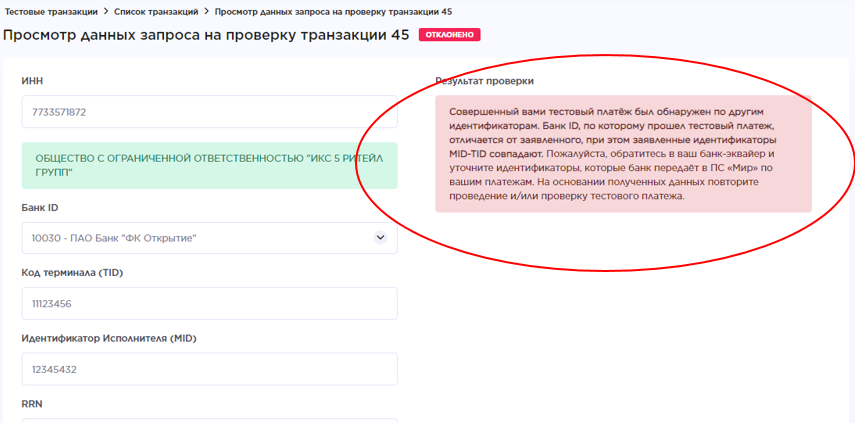 Тестовые транзакции > Список транзакций > Просмотр данных запроса на проверку транзакции 45
Просмотр данных запроса на проверку транзакции 45 ОТКЛОНЕНО
ИНН
7733571872
ОБЩЕСТВО С ОГРАНИЧЕННОЙ ОТВЕТСТВЕННОСТЬЮ "ИКС 5 РИТЕЙЛ
ГРУПП"
Банк ID
10030 - ПАО Банк "ФК Открытие"
Код терминала (TID)
11123456
Идентификатор Исполнителя (MID)
12345432
RRN
Результат проверки
Совершенный вами тестовый платёж был обнаружен по другим
идентификаторам. Банк ID, по которому прошел тестовый платеж,
отличается от заявленного, при этом заявленные идентификаторы
MID-TID совпадают. Пожалуйста, обратитесь в ваш банк-эквайер и
уточните идентификаторы, которые банк передаёт в ПС «Мир» по
вашим платежам. На основании полученных данных повторите
проведение и/или проверку тестового платежа.